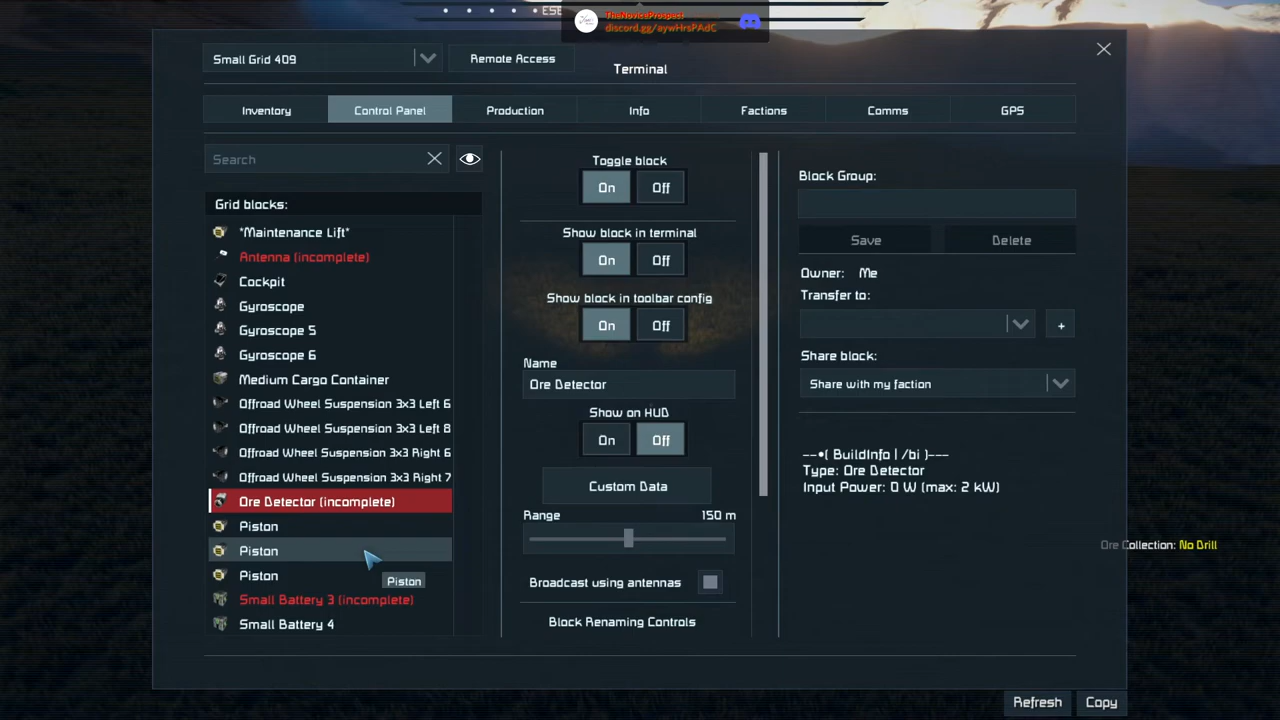 ESE
TheNoviceProspect
discord.gg/aywHrsPAdC
Small Grid 409
Remote Access
Terminal
Inventory
Control Panel
Production
Info
Factions
Comms
GPS
Search
Grid blocks:
*Maintenance Lift*
Antenna (incomplete)
Cockpit
Gyroscope
Gyroscope 5
Gyroscope 6
Medium Cargo Container
Offroad Wheel Suspension 3x3 Left 6
Offroad Wheel Suspension 3x3 Left 8
Offroad Wheel Suspension 3x3 Right 6
Offroad Wheel Suspension 3x3 Right 7
Ore Detector (incomplete)
Piston
Piston
Piston
Piston
Small Battery 3 (incomplete)
Small Battery 4
Toggle block
On Off
Show block in terminal
On Off
Show block in toolbar config
On Off
Name
Ore Detector
Show on HUD
On Off
Custom Data
Range 150 m
Broadcast using antennas
Block Renaming Controls
Block Group:
Save Delete
Owner: Me
Transfer to:
+
Share block:
Share with my faction
--•( BuildInfo | /bi )---
Type: Ore Detector
Input Power: 0 W (max: 2 kW)
Ore Collection: No Drill
Refresh Copy